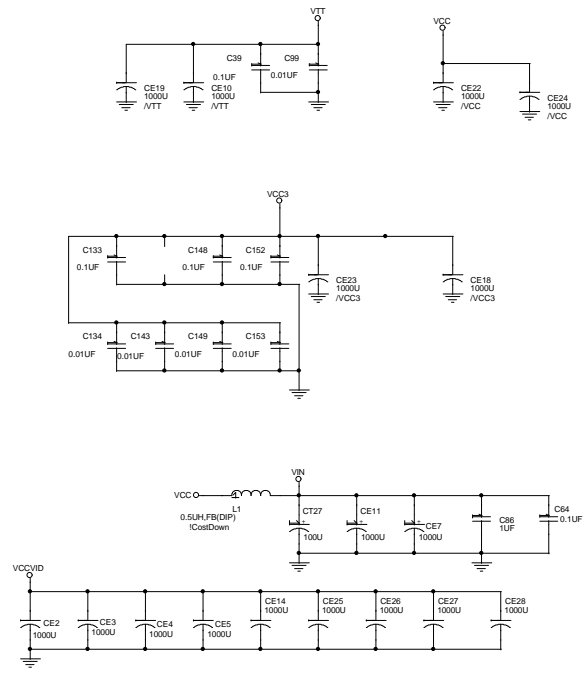 VTT
VCC
C39
C99
0.1UF
0.01UF
CE19
1000U
/VTT
CE10
1000U
/VTT
CE22
1000U
/VCC
CE24
1000U
/VCC
VCC3
C133
C148
C152
0.1UF
0.1UF
0.1UF
CE23
1000U
/VCC3
CE18
1000U
/VCC3
C134
C143
C149
C153
0.01UF
0.01UF
0.01UF
0.01UF
VIN
VCC
1
L1
0.5UH,FB(DIP)
!CostDown
CT27
100U
CE11
1000U
CE7
1000U
C86
1UF
C64
0.1UF
VCCVID
CE2
1000U
CE3
1000U
CE4
1000U
CE5
1000U
CE14
1000U
CE25
1000U
CE26
1000U
CE27
1000U
CE28
1000U